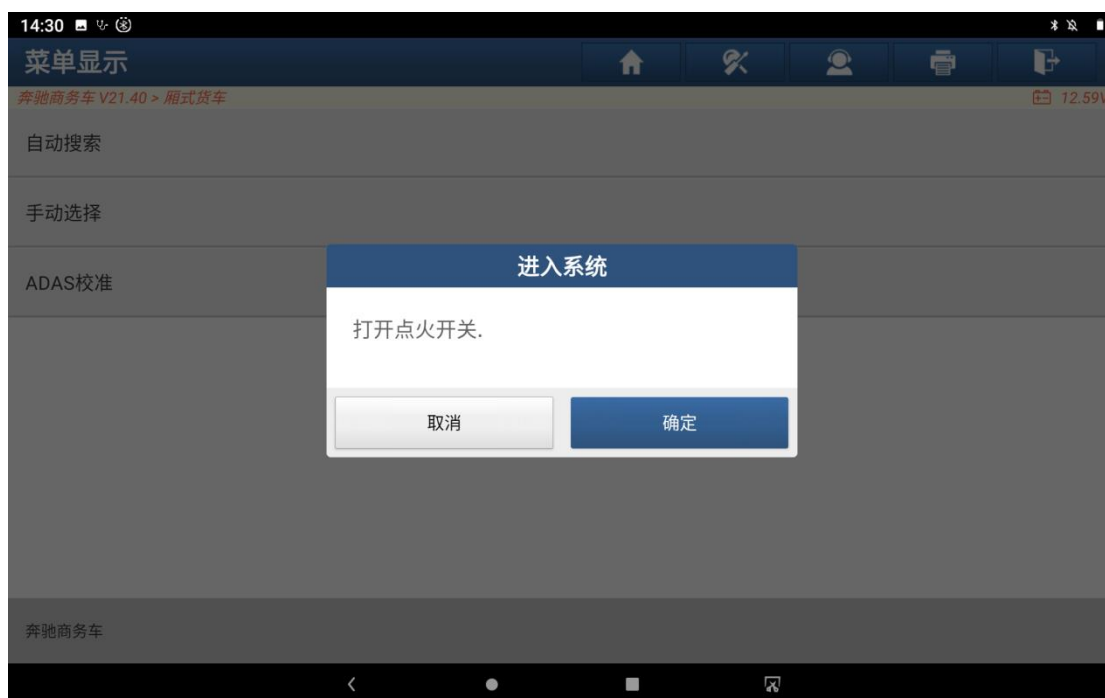 14:30
菜单显示
奔驰商务车 V21.40 > 厢式货车
12.59V
自动搜索
手动选择
ADAS校准
进入系统
打开点火开关.
取消
确定
奔驰商务车